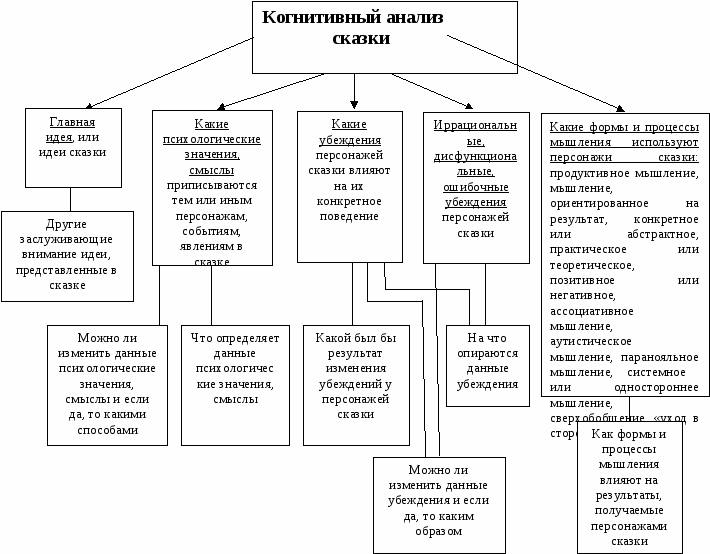 Когнитивный анализ
сказки
Главная
идея, или
идеи сказки
Другие
заслуживающие
внимание идеи,
представленные в
сказке
Какие
психологические
значения,
смыслы
приписываются
тем или иным
персонажам,
событиям,
явлениям в
сказке
Можно ли
изменить данные
психологические
значения,
смыслы и если
да, то какими
способами
Что определяет
данные
психологичес
кие значения,
смыслы
Какие
убеждения
персонажей
сказки влияют
на их
конкретное
поведение
Какой был бы
результат
изменения
убеждений у
персонажей
сказки
Иррациональн
ые,
дисфункциона
льные,
ошибочные
убеждения
персонажей
сказки
На что
опираются
данные
убеждения
Можно ли
изменить данные
убеждения и если
да, то каким
образом
Какие формы и процессы
мышления используют
персонажи сказки:
продуктивное мышление,
мышление,
ориентированное на
результат, конкретное
или абстрактное,
практическое или
теоретическое,
позитивное или
негативное,
ассоциативное
мышление,
аутистическое
мышление, паранояльное
мышление, системное
или одностороннее
мышление,
сверхобобщение, «уход в
Как формы и
процессы
мышления
влияют на
результаты,
получаемые
персонажами
сказки